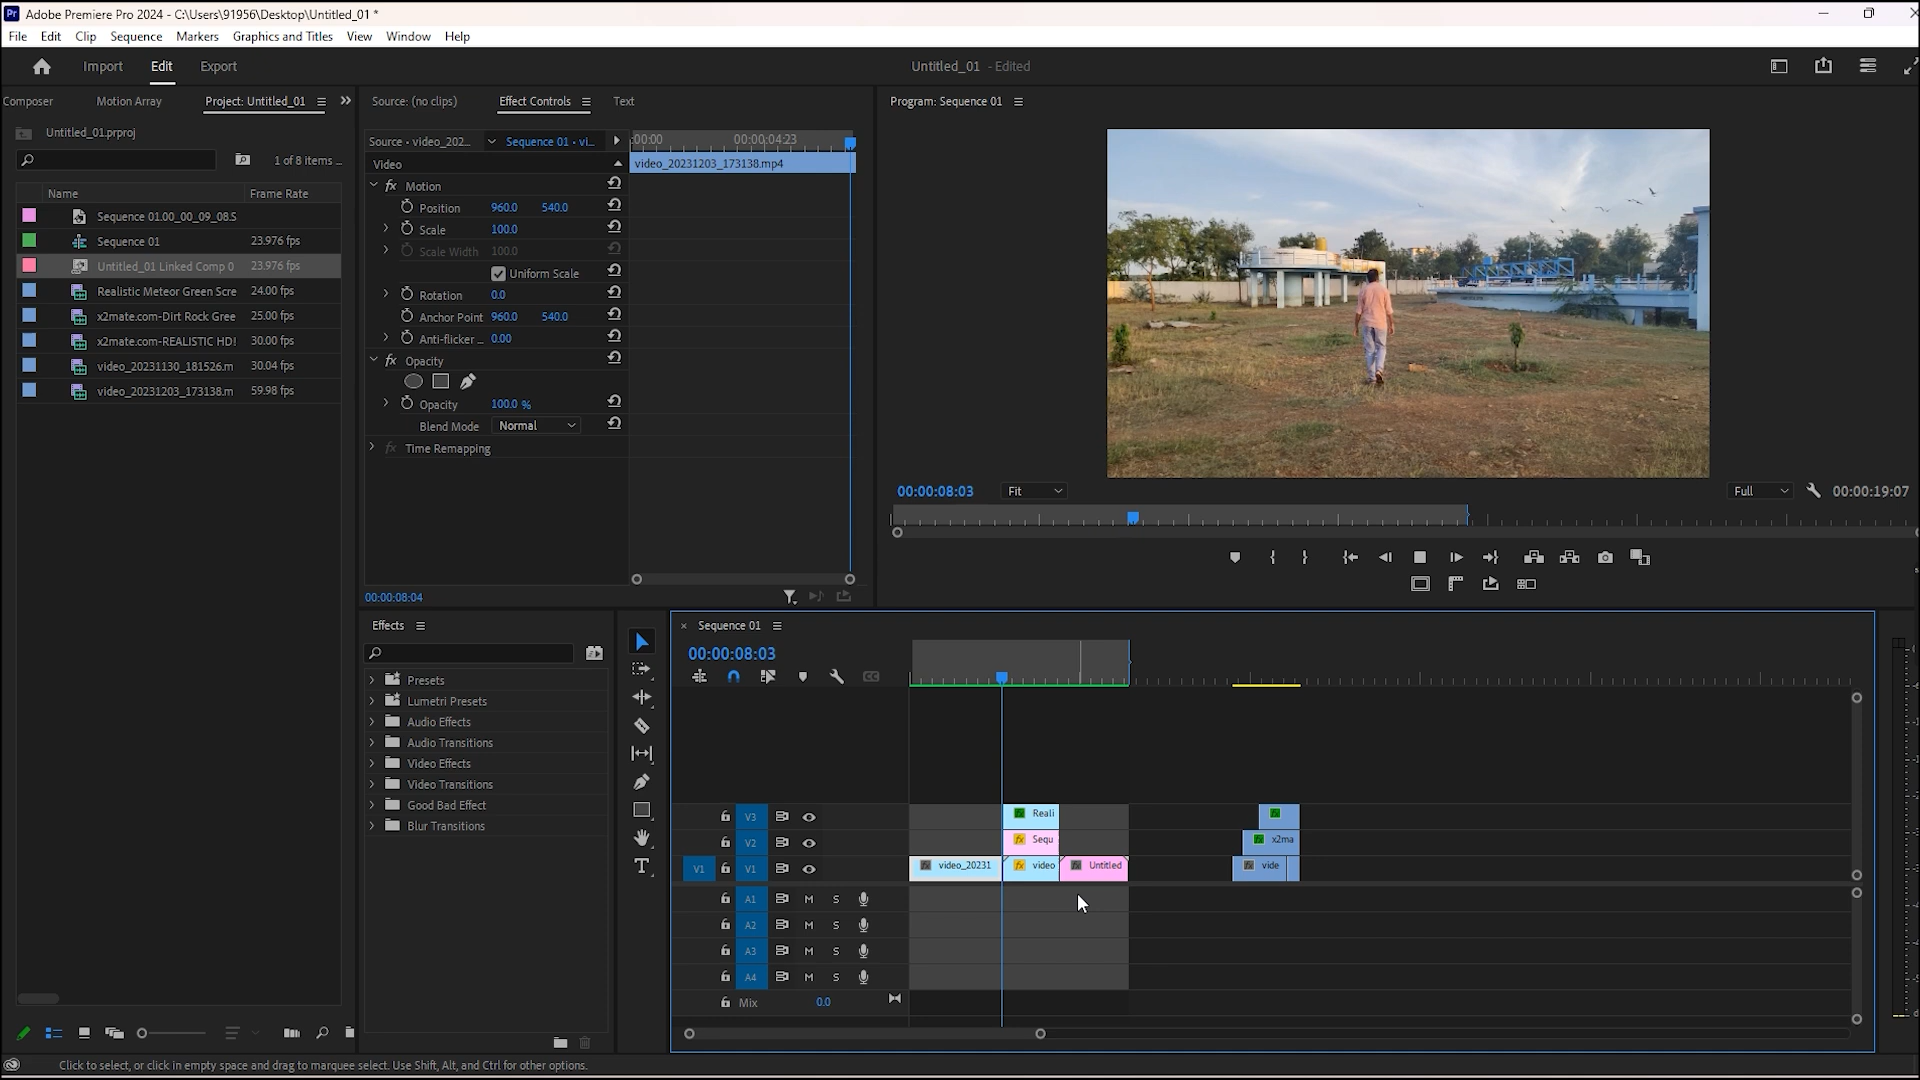 Pr Adobe Premiere Pro 2024 - C:\Users\91956\Desktop\Untitled_01 *
File Edit Clip Sequence Markers Graphics and Titles View Window Help
Import Edit Export
Untitled_01 - Edited
Composer Motion Array Project: Untitled_01
Untitled_01.prproj
1 of 8 items ...
Name Frame Rate
Sequence 01.00_00_09_08.S
Sequence 01 23.976 fps
Untitled_01 Linked Comp 0 23.976 fps
Realistic Meteor Green Scre 24.00 fps
x2mate.com-Dirt Rock Gree 25.00 fps
x2mate.com-REALISTIC HD! 30.00 fps
video_20231130_181526.m 30.04 fps
video_20231203_173138.m 59.98 fps
Source: (no clips) Effect Controls Text
Source · video_202... Sequence 01 · vi...
:00:00 00:00:04:23
Video
video_20231203_173138.mp4
fx Motion
Position 960.0 540.0
Scale 100.0
Scale Width 100.0
Uniform Scale
Rotation 0.0
Anchor Point 960.0 540.0
Anti-flicker ... 0.00
fx Opacity
Opacity 100.0 %
Blend Mode Normal
fx Time Remapping
00:00:08:04
Program: Sequence 01
00:00:08:03 Fit Full 00:00:19:07
Effects
Presets
Lumetri Presets
Audio Effects
Audio Transitions
Video Effects
Video Transitions
Good Bad Effect
Blur Transitions
T
× Sequence 01
00:00:08:03
CC
V3 fx Reali fx
V2 fx Sequ fx x2ma
V1 V1 fx video_20231 fx video fx Untitled fx vide
A1 M S
A2 M S
A3 M S
A4 M S
Mix 0.0
Click to select, or click in empty space and drag to marquee select. Use Shift, Alt, and Ctrl for other options.